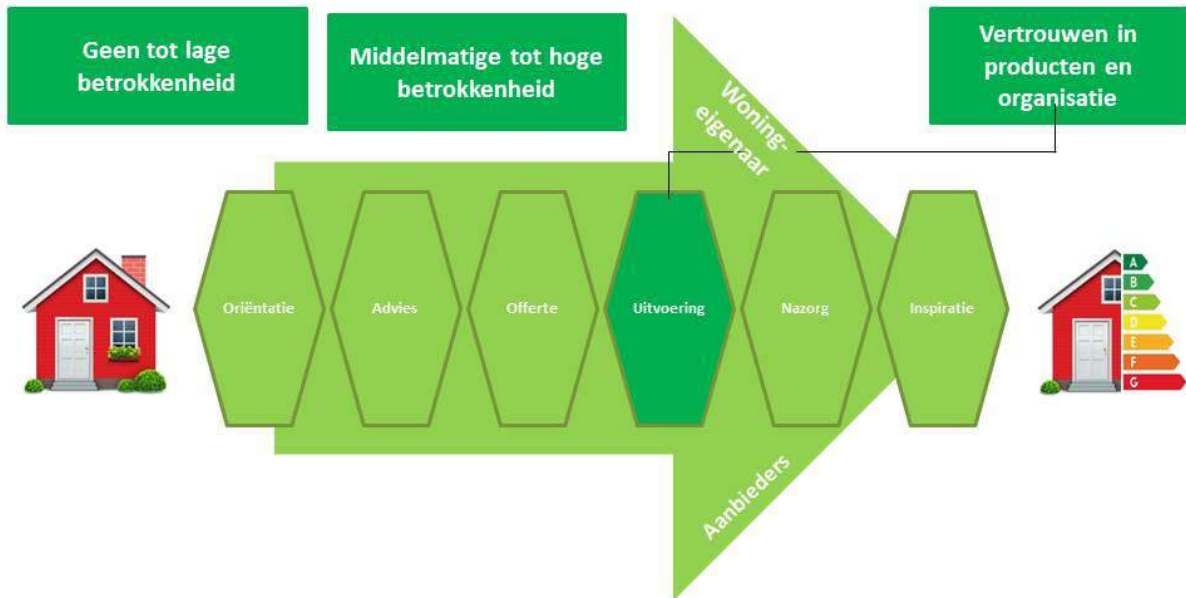 Geen tot lage
betrokkenheid
Middelmatige tot hoge
betrokkenheid
Vertrouwen in
producten en
organisatie
Woning-
eigenaar
Oriëntatie
Advies
Offerte
Uitvoering
Nazorg
Inspiratie
A
B
C
D
E
F
G
Aanbieders